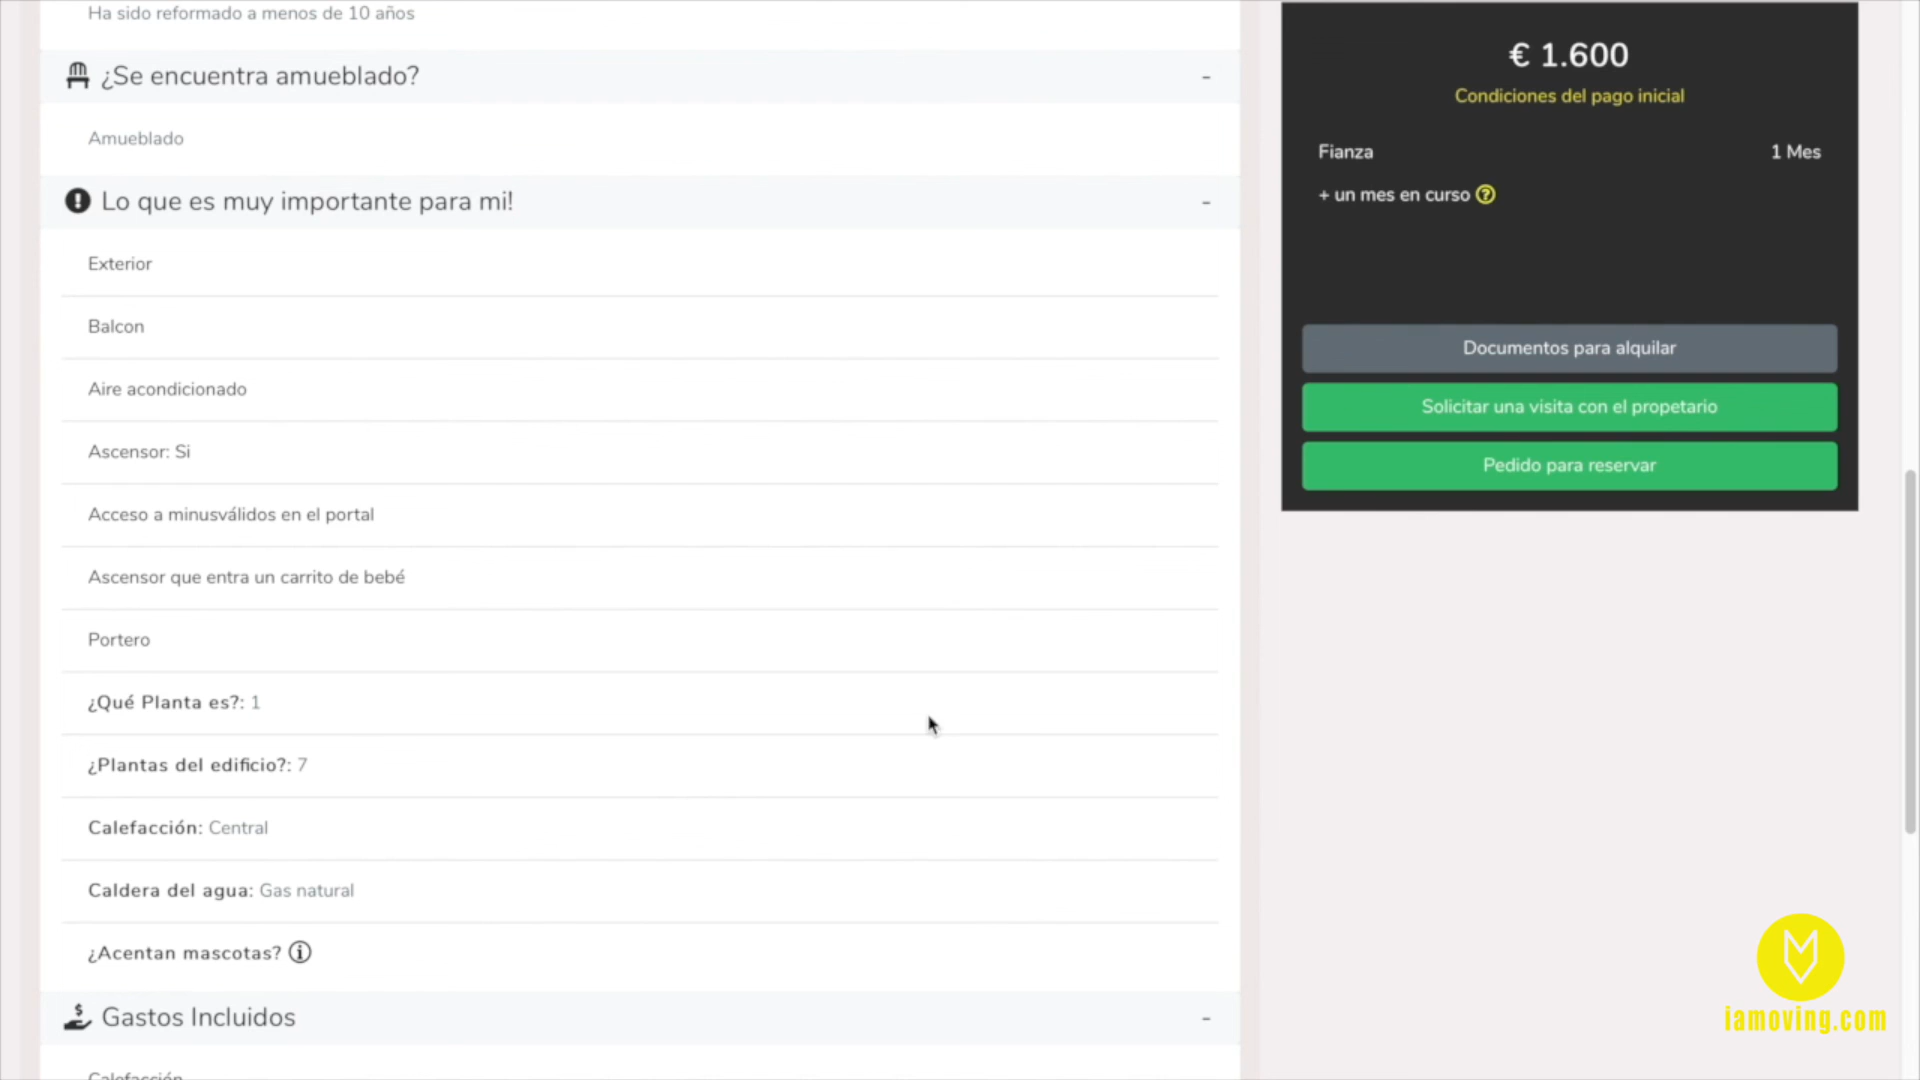 Ha sido reformado a menos de 10 años
¿Se encuentra amueblado?
-
Amueblado
Lo que es muy importante para mi!
-
Exterior
Balcon
Aire acondicionado
Ascensor: Si
Acceso a minusválidos en el portal
Ascensor que entra un carrito de bebé
Portero
¿Qué Planta es?: 1
¿Plantas del edificio?: 7
Calefacción: Central
Caldera del agua: Gas natural
¿Acentan mascotas?
Gastos Incluidos
-
Calefacción
€ 1.600
Condiciones del pago inicial
Fianza 1 Mes
+ un mes en curso
Documentos para alquilar
Solicitar una visita con el propetario
Pedido para reservar
iamoving.com